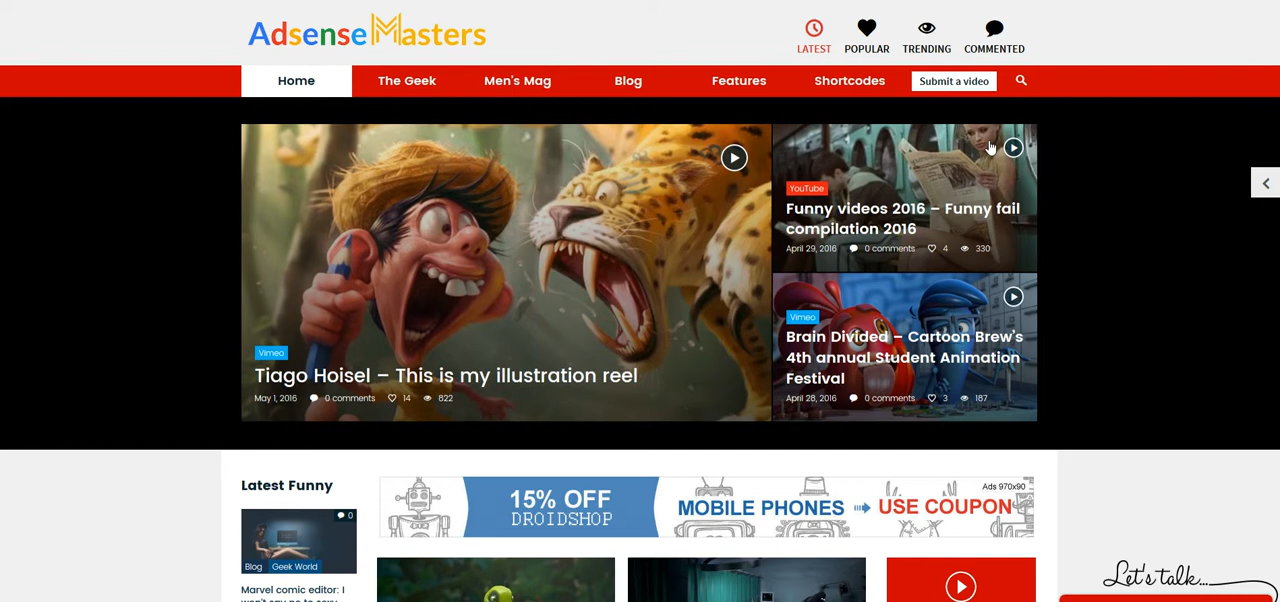 AdsenseMasters
LATEST
POPULAR
TRENDING
COMMENTED
Home
The Geek
Men's Mag
Blog
Features
Shortcodes
Submit a video
Vimeo
Tiago Hoisel – This is my illustration reel
May 1, 2016 0 comments 14 822
YouTube
Funny videos 2016 – Funny fail
compilation 2016
April 29, 2016 0 comments 4 330
Vimeo
Brain Divided – Cartoon Brew's
4th annual Student Animation
Festival
April 28, 2016 0 comments 3 187
Latest Funny
0
Blog Geek World
Marvel comic editor: I
Ads 970x90
15% OFF
DROIDSHOP
MOBILE PHONES
USE COUPON
Let's talk...